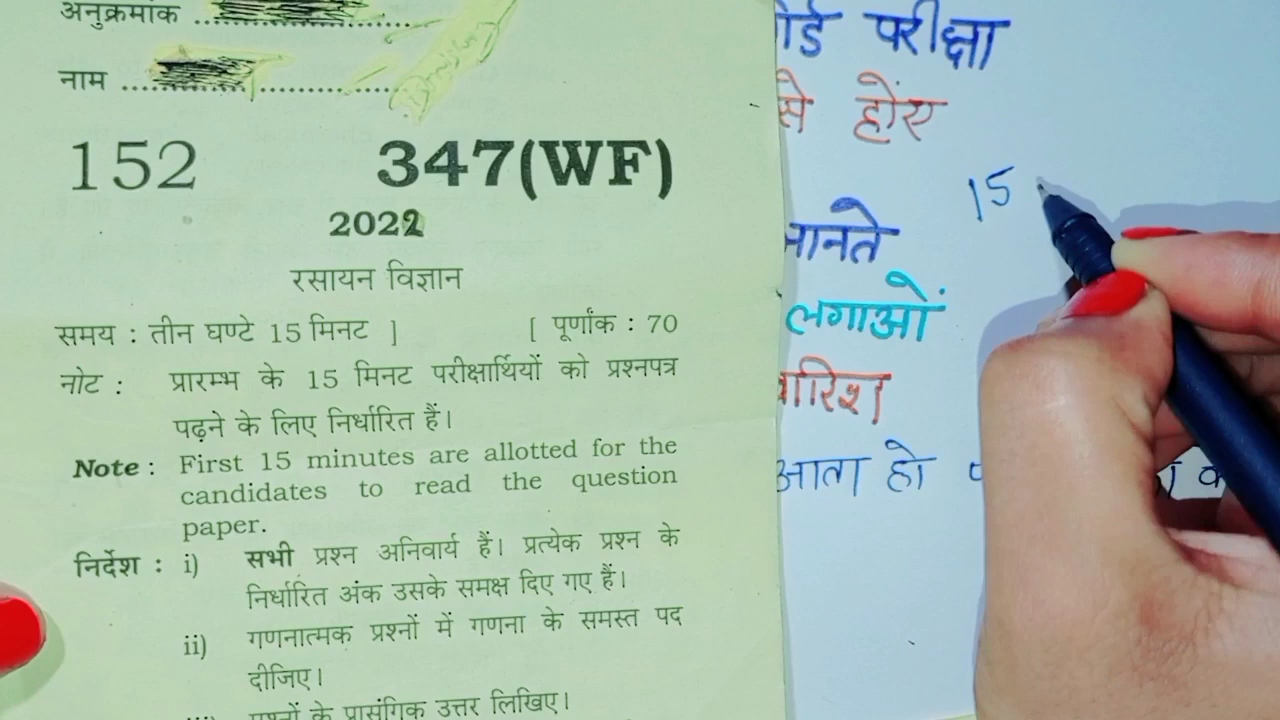 अनुक्रमांक
नाम
152 347(WF)
2022
रसायन विज्ञान
समय : तीन घण्टे 15 मिनट ] [ पूर्णांक : 70
नोट : प्रारम्भ के 15 मिनट परीक्षार्थियों को प्रश्नपत्र
पढ़ने के लिए निर्धारित हैं।
Note : First 15 minutes are allotted for the
candidates to read the question
paper.
निर्देश : i) सभी प्रश्न अनिवार्य हैं। प्रत्येक प्रश्न के
निर्धारित अंक उसके समक्ष दिए गए हैं।
ii) गणनात्मक प्रश्नों में गणना के समस्त पद
दीजिए।
प्रश्नों के प्रासंगिक उत्तर लिखिए।
परीक्षा
से होंए
15
लगाओं
आता हो